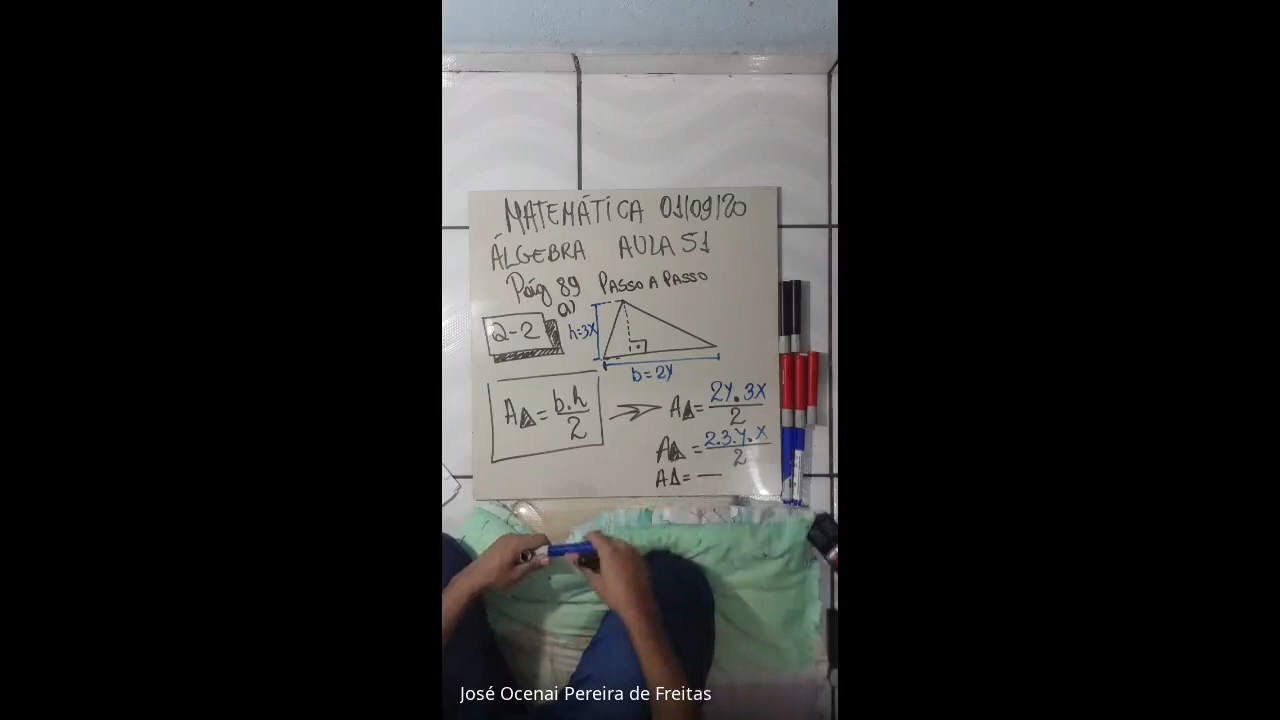 MATEMÁTICA 01/09/20
ÁLGEBRA AULA 51
Pág 89 PASSO A PASSO
a)
Q-2
h=3X
b=2Y
A△=b.h/2
A△=2Y.3X/2
A△=2.3.Y.X/2
A△=—
José Ocenai Pereira de Freitas